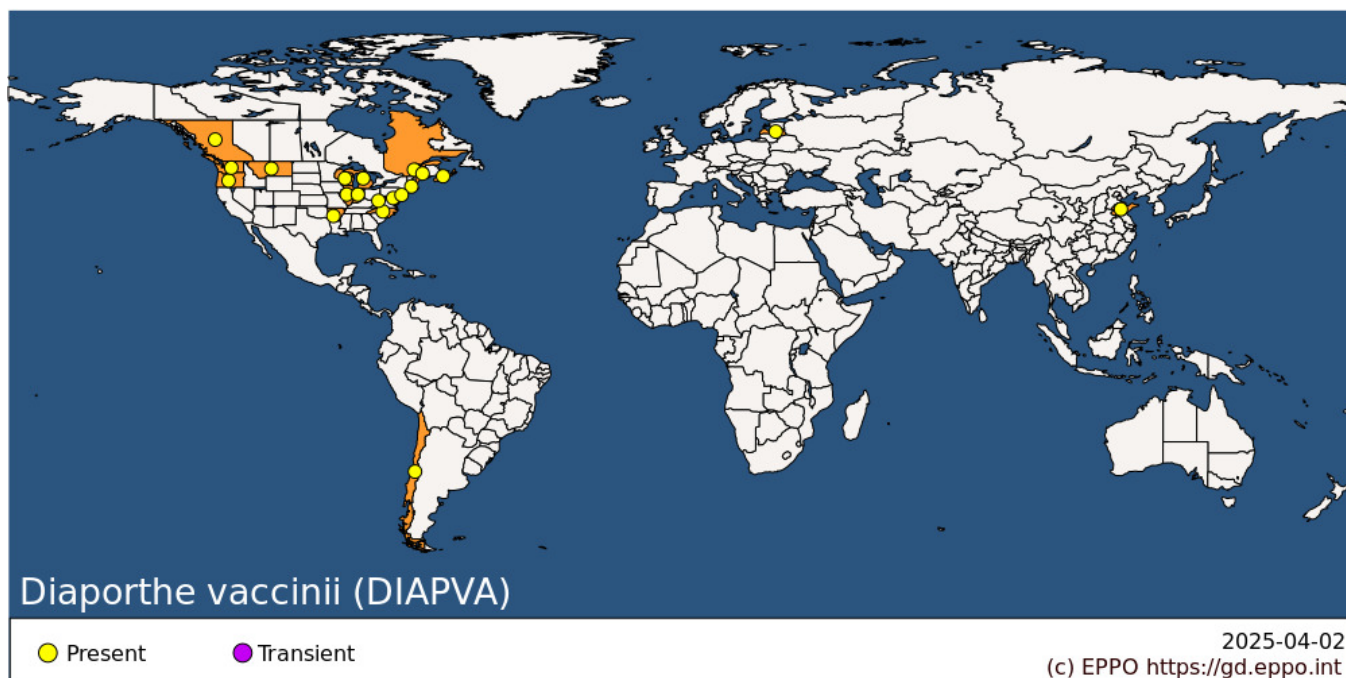 Diaporthe vaccinii (DIAPVA)
Present
Transient
2025-04-02
(c) EPPO https://gd.eppo.int